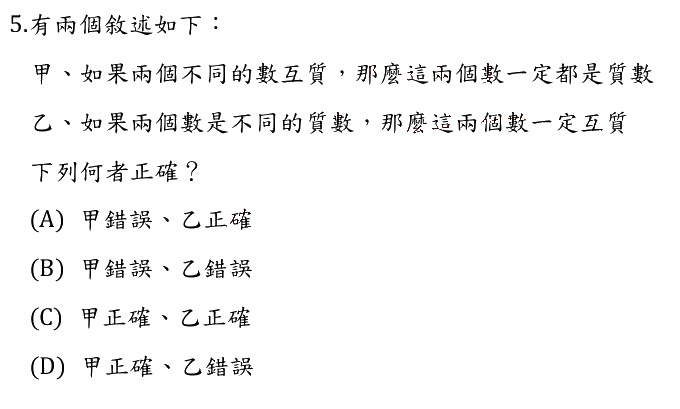 5.有兩個敘述如下：
甲、如果兩個不同的數互質，那麼這兩個數一定都是質數
乙、如果兩個數是不同的質數，那麼這兩個數一定互質
下列何者正確？
(A) 甲錯誤、乙正確
(B) 甲錯誤、乙錯誤
(C) 甲正確、乙正確
(D) 甲正確、乙錯誤